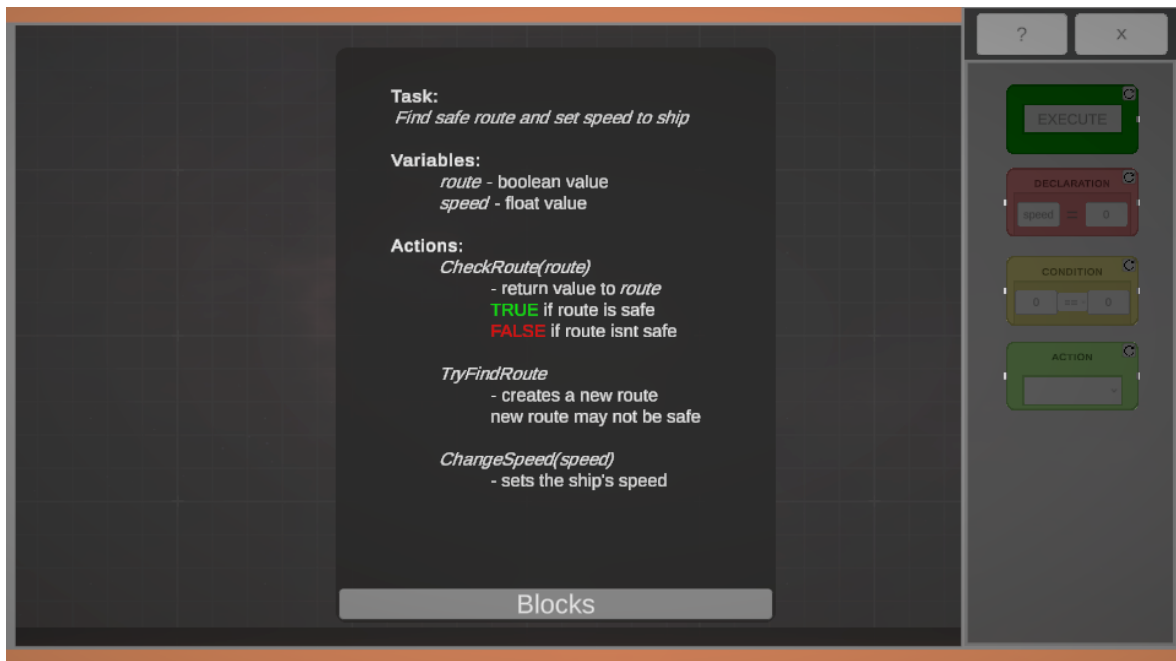 Task:
Find safe route and set speed to ship
Variables:
route - boolean value
speed - float value
Actions:
CheckRoute(route)
- return value to route
TRUE if route is safe
FALSE if route isnt safe
TryFindRoute
- creates a new route
new route may not be safe
ChangeSpeed(speed)
- sets the ship's speed
Blocks
? x
EXECUTE
DECLARATION
speed = 0
CONDITION
0 == 0
ACTION